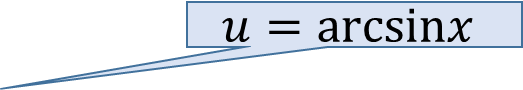 u = arcsinx